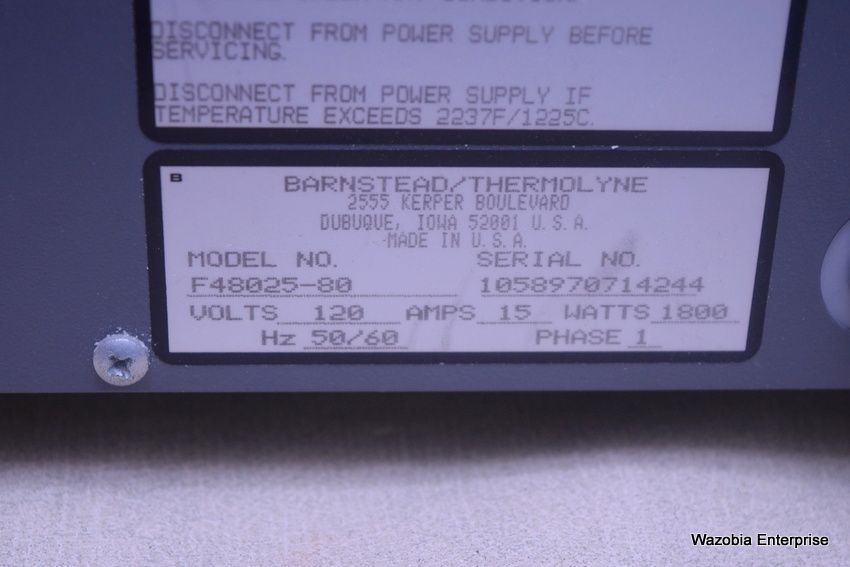 DISCONNECT FROM POWER SUPPLY BEFORE
SERVICING.
DISCONNECT FROM POWER SUPPLY IF
TEMPERATURE EXCEEDS 2237F/1225C.
B
BARNSTEAD/THERMOLYNE
2555 KERPER BOULEVARD
DUBUQUE, IOWA 52001 U.S.A.
MADE IN U.S.A.
MODEL NO. SERIAL NO.
F48025-80 1058970714244
VOLTS 120 AMPS 15 WATTS 1800
Hz 50/60 PHASE 1
Wazobia Enterprise